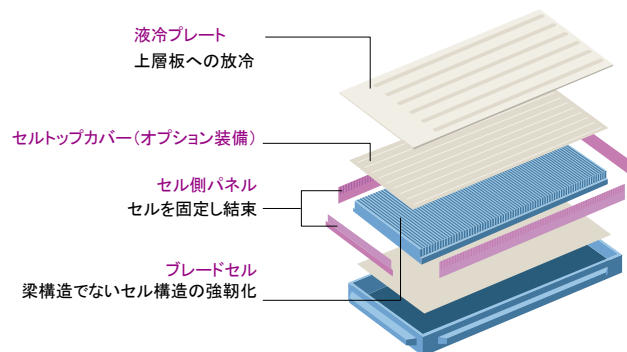 液冷プレート
上層板への放冷
セルトップカバー（オプション装備）
セル側パネル
セルを固定し結束
ブレードセル
梁構造でないセル構造の強靭化